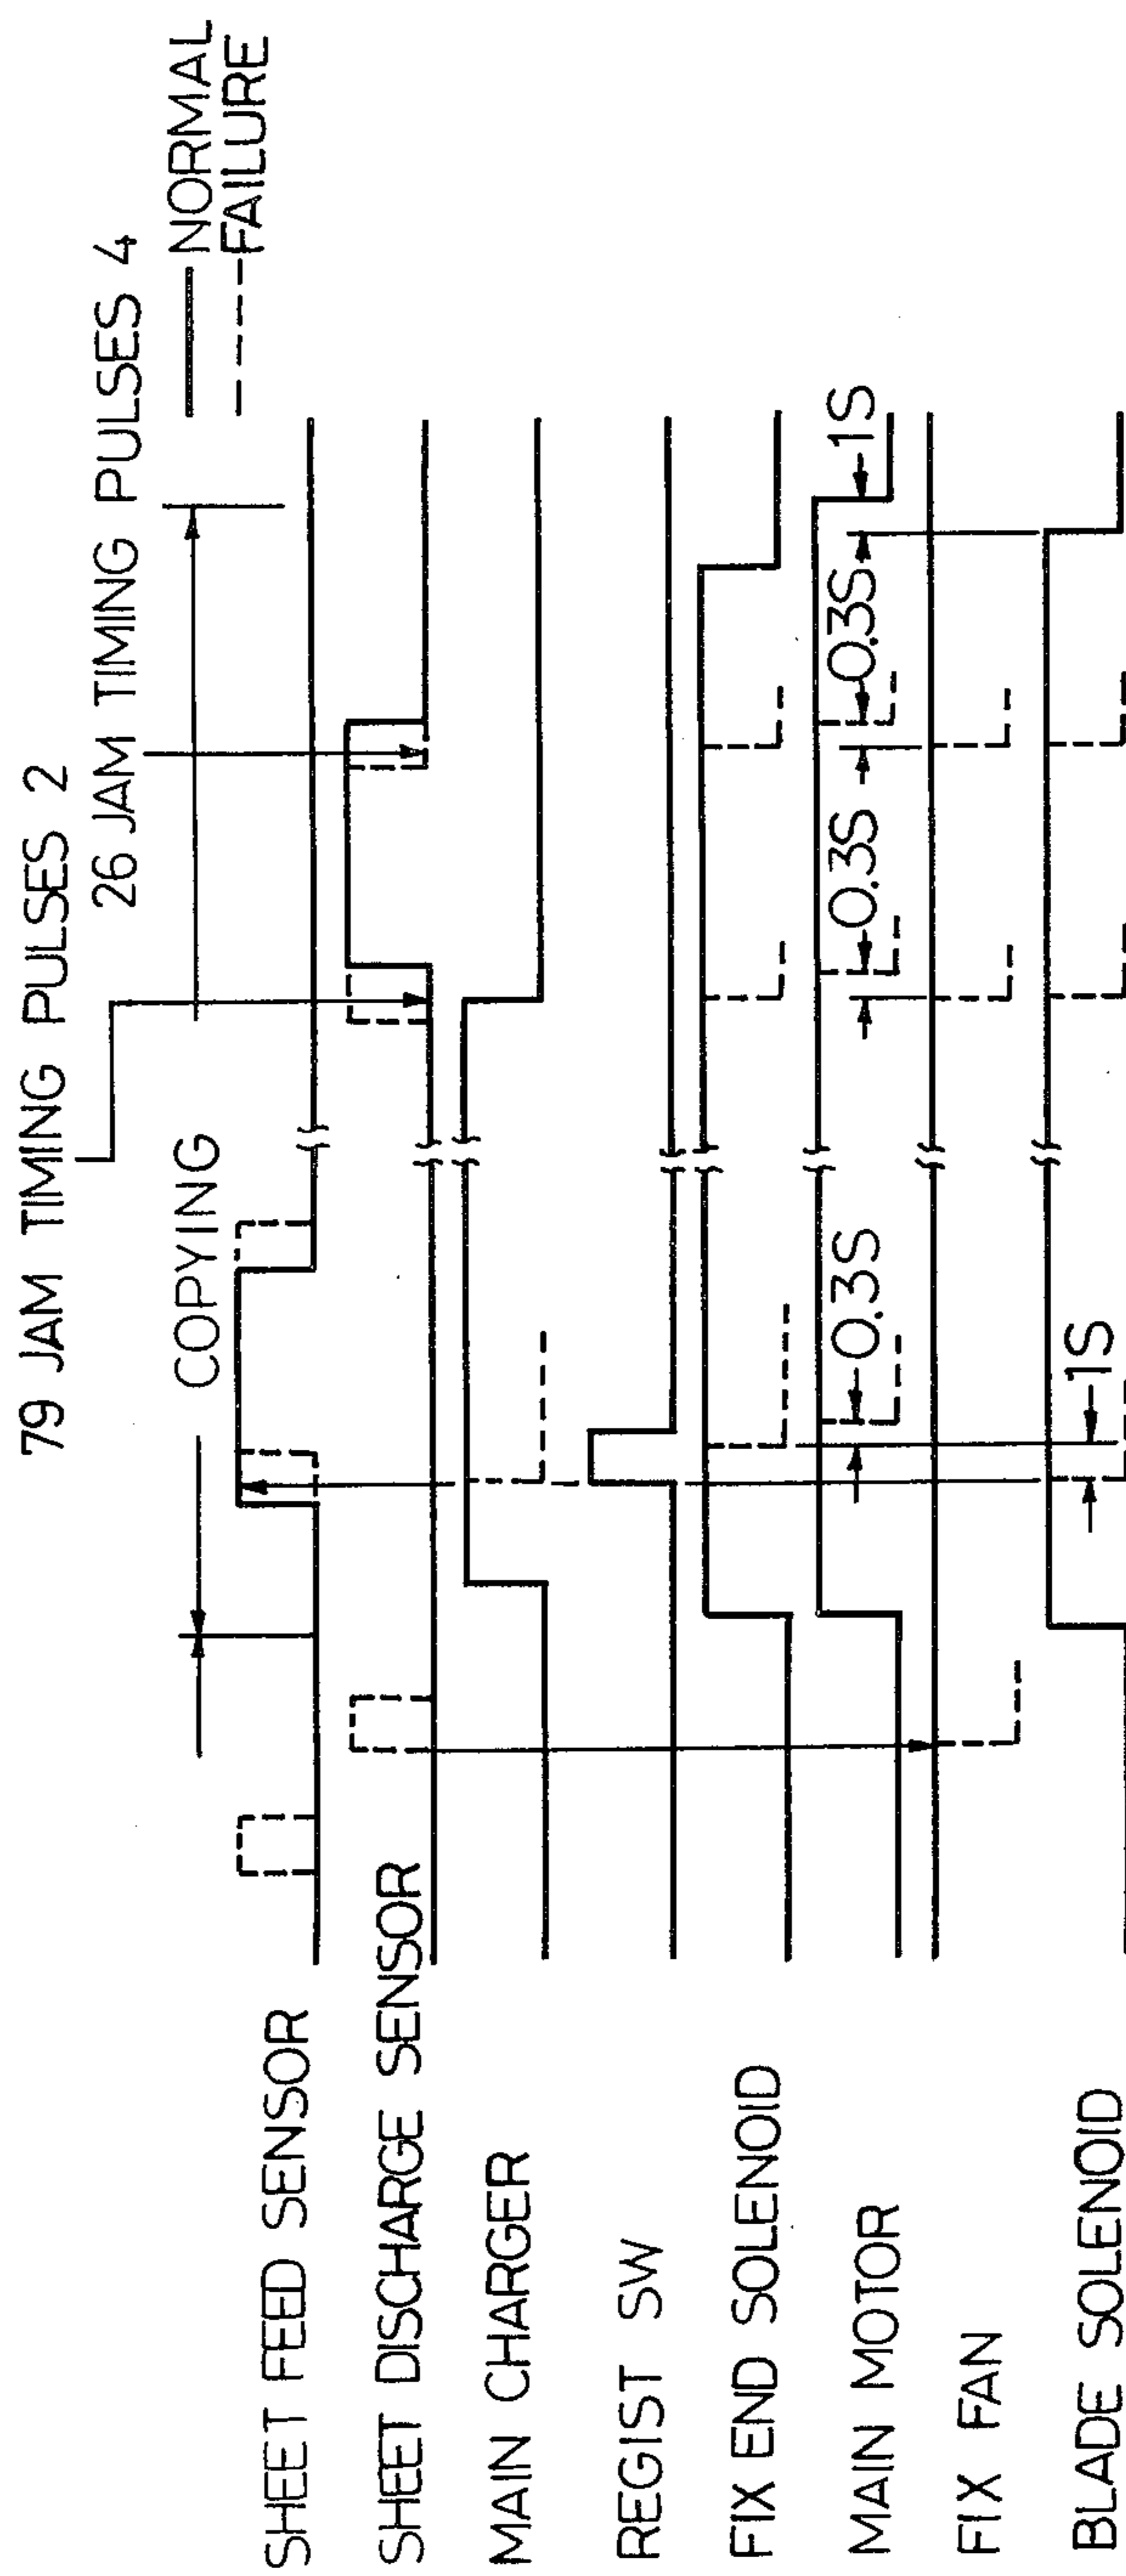 79 JAM TIMING PULSES 2
26 JAM TIMING PULSES 4
NORMAL
FAILURE
COPYING
SHEET FEED SENSOR
SHEET DISCHARGE SENSOR
MAIN CHARGER
REGIST SW
FIX END SOLENOID
MAIN MOTOR
0.3S
0.3S
0.3S
1S
FIX FAN
BLADE SOLENOID
1S